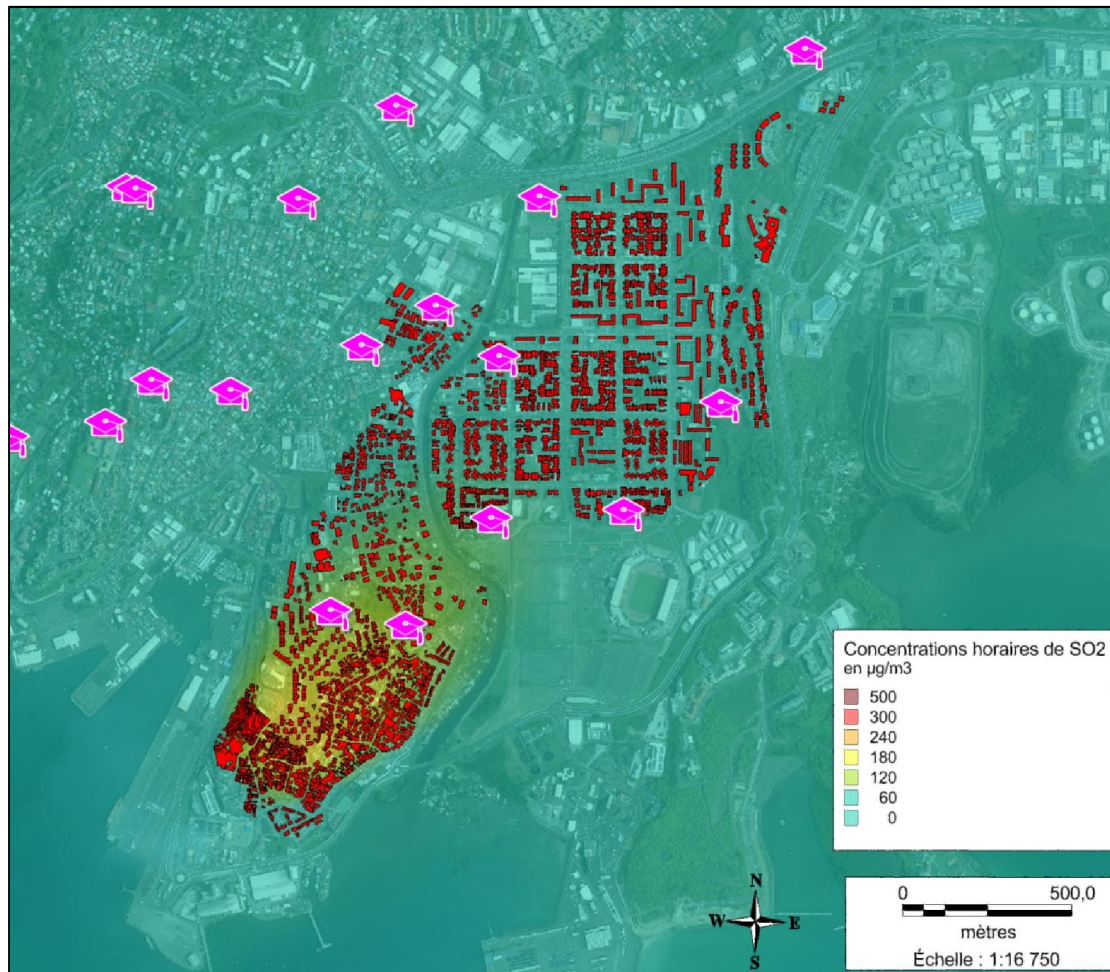 Concentrations horaires de SO2
en µg/m3
500
300
240
180
120
60
0
N
W E
S
0 500,0
mètres
Échelle : 1:16 750